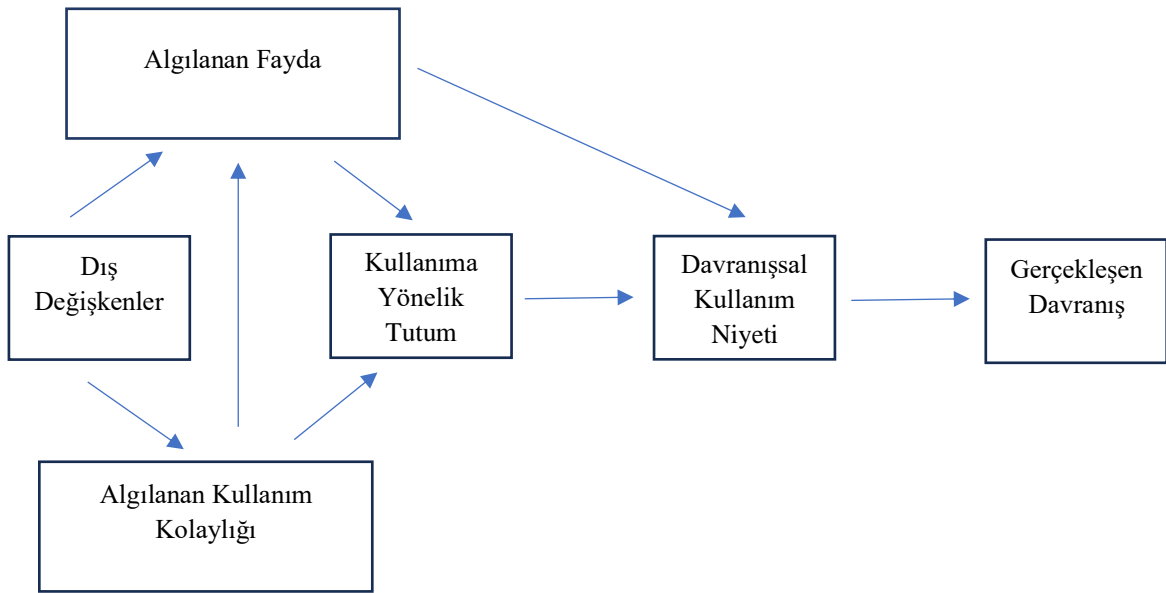 Algılanan Fayda
Dış
Değişkenler
Kullanıma
Yönelik
Tutum
Davranışsal
Kullanım
Niyeti
Gerçekleşen
Davranış
Algılanan Kullanım
Kolaylığı